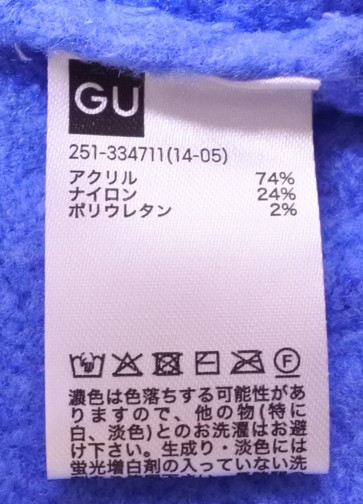 GU
251-334711(14-05)
アクリル 74%
ナイロン 24%
ポリウレタン 2%
F
濃色は色落ちする可能性があ
りますので、他の物(特に
白、淡色)とのお洗濯はお避
け下さい。生成り・淡色には
蛍光増白剤の入っていない洗